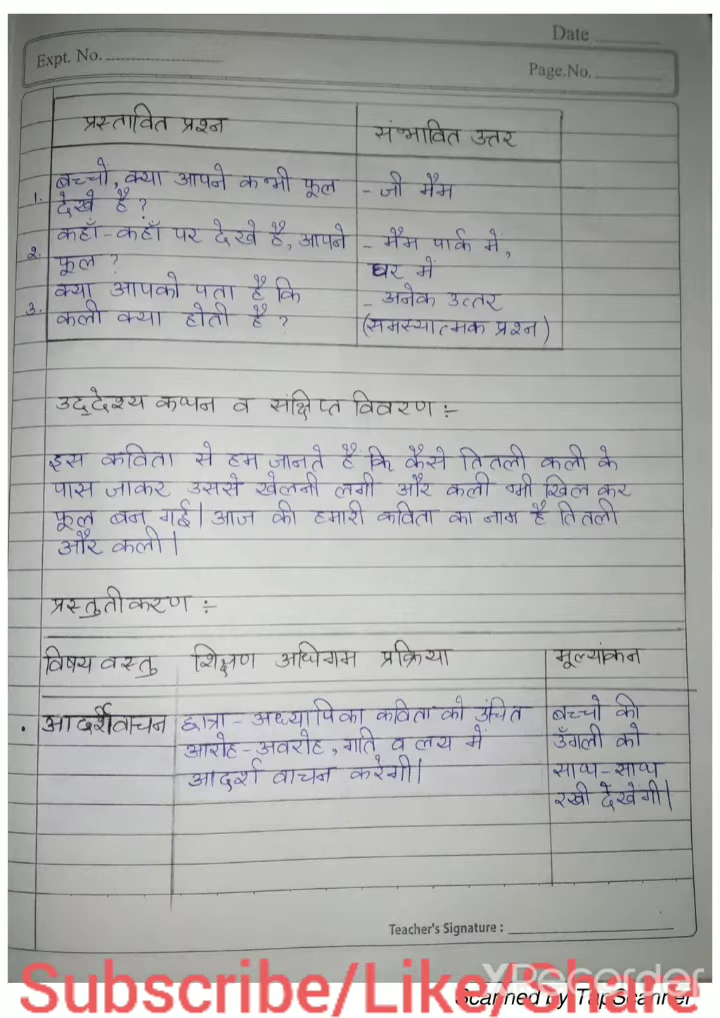 Date
Expt. No.
Page.No.
प्रस्तावित प्रश्न
संभावित उत्तर
1. बच्चों, क्या आपने कभी फूल
देखे है ?
- जी मैम
2. कहाँ-कहाँ पर देखे है, आपने
फूल ?
- मैम पार्क में,
घर में
3. क्या आपको पता है कि
कली क्या होती है ?
- अनेक उत्तर
(समस्यात्मक प्रश्न)
उद्देश्य कथन व संक्षिप्त विवरण :-
इस कविता से हम जानते है कि कैसे तितली कली के
पास जाकर उससे खेलनी लगी और कली भी खिल कर
फूल बन गई। आज की हमारी कविता का नाम है तितली
और कली।
प्रस्तुतीकरण :-
विषय वस्तु शिक्षण अधिगम प्रक्रिया मूल्यांकन
. आदर्शवाचन
छात्रा-अध्यापिका कविता को उचित
आरोह-अवरोह, गति व लय में
आदर्श वाचन करेगी।
बच्चो की
उँगली को
साथ-साथ
रखी देखेगी।
Teacher's Signature :
Subscribe/Like/Share
XRecorder
Scanned by TapScanner